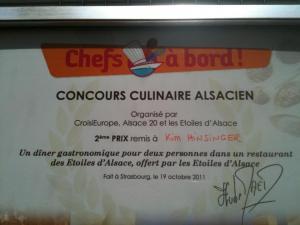 Chefs à bord !
CONCOURS CULINAIRE ALSACIEN
Organisé par
CroisiEurope, Alsace 20 et les Etoiles d'Alsace
2ème PRIX remis à Kim HINSINGER
Un dîner gastronomique pour deux personnes dans un restaurant
des Etoiles d'Alsace, offert par les Etoiles d'Alsace
Fait à Strasbourg, le 19 octobre 2011